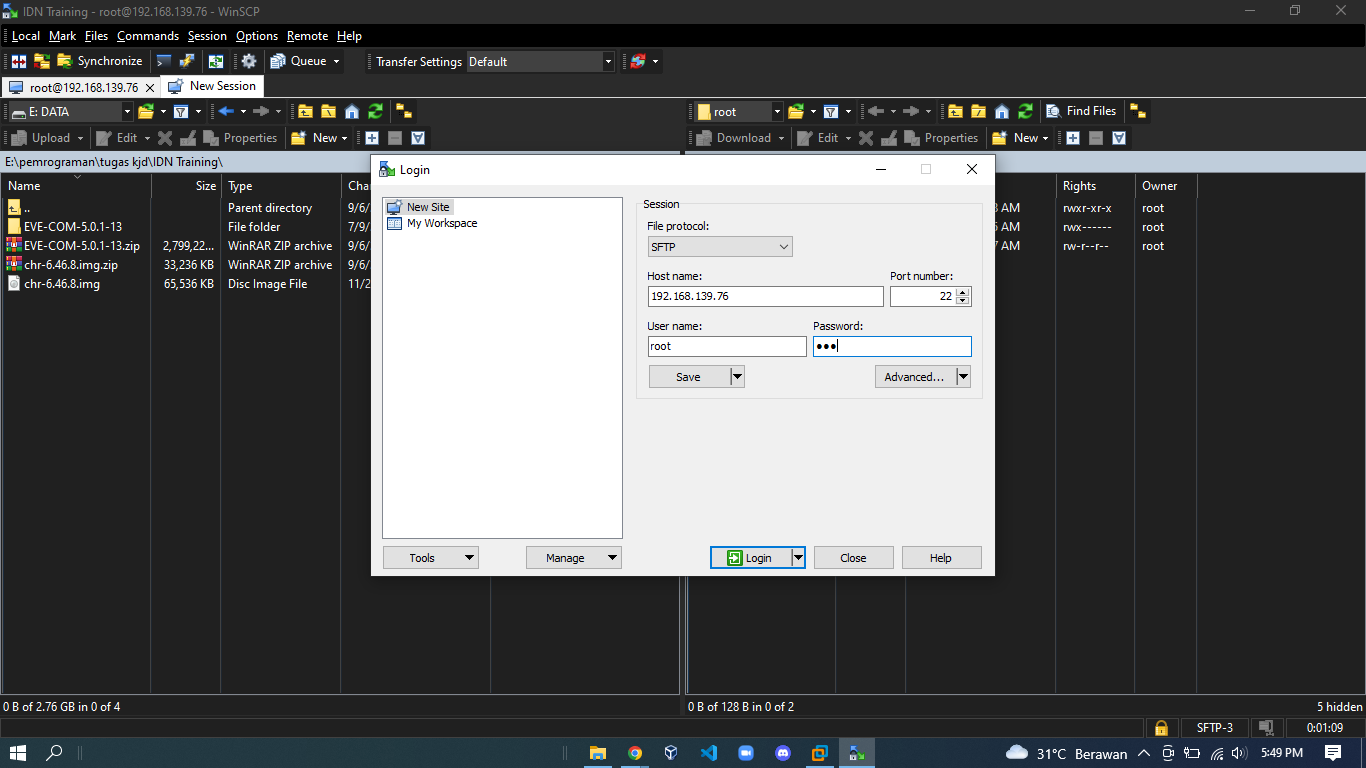 IDN Training - root@192.168.139.76 - WinSCP
Local Mark Files Commands Session Options Remote Help
Synchronize Queue Transfer Settings Default
root@192.168.139.76 New Session
E: DATA root Find Files
Upload Edit Properties New Download Edit Properties New
E:\pemrograman\tugas kjd\IDN Training\
Name Size Type Cha Rights Owner
.. Parent directory 9/6/ AM rwxr-xr-x root
EVE-COM-5.0.1-13 File folder 7/9/ AM rwx------ root
EVE-COM-5.0.1-13.zip 2,799,22... WinRAR ZIP archive 9/6/ 7 AM rw-r--r-- root
chr-6.46.8.img.zip 33,236 KB WinRAR ZIP archive 9/6/
chr-6.46.8.img 65,536 KB Disc Image File 11/2
Login
New Site
My Workspace
Session
File protocol:
SFTP
Host name: Port number:
192.168.139.76 22
User name: Password:
root
Save Advanced...
Tools Manage Login Close Help
0 B of 2.76 GB in 0 of 4 0 B of 128 B in 0 of 2 5 hidden
SFTP-3 0:01:09
31°C Berawan 5:49 PM